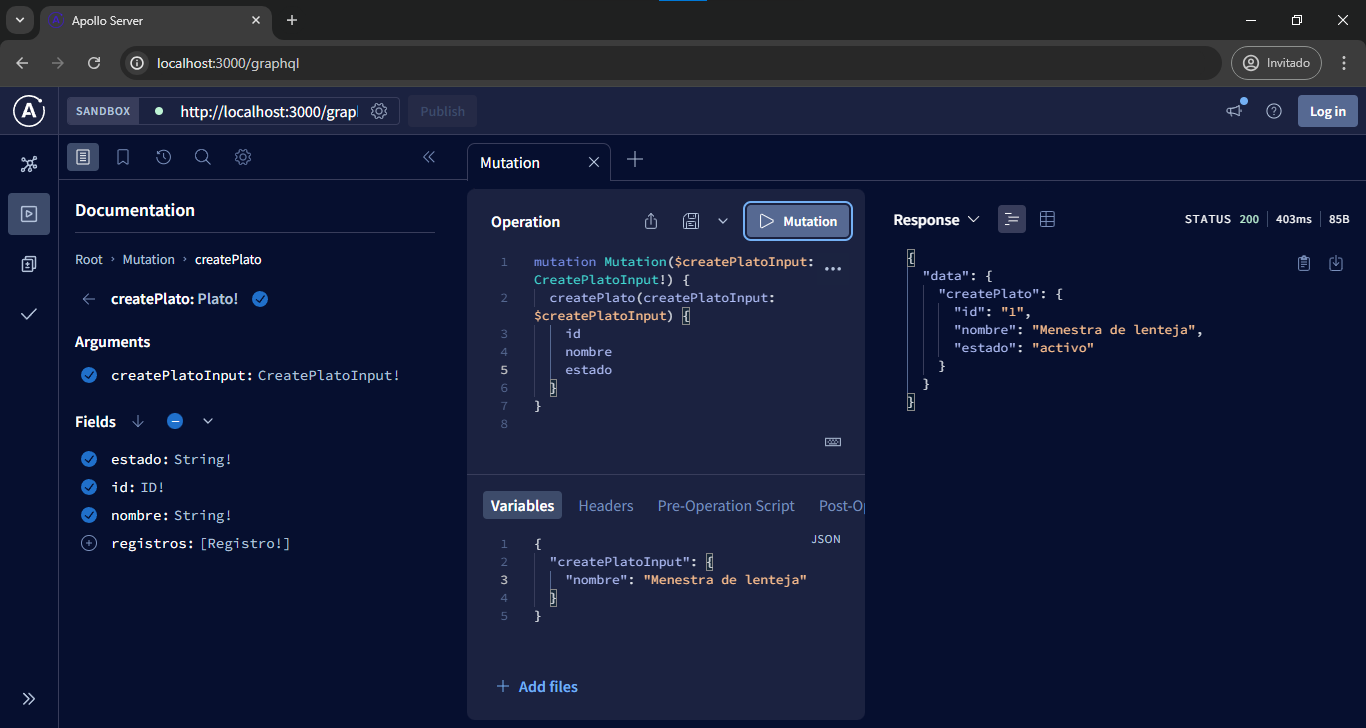 Apollo Server
localhost:3000/graphql
Invitado
SANDBOX
http://localhost:3000/grap
Publish
Log in
Documentation
Root › Mutation › createPlato
createPlato: Plato!
Arguments
createPlatoInput: CreatePlatoInput!
Fields
estado: String!
id: ID!
nombre: String!
registros: [Registro!]
Mutation
Operation
Mutation
1 mutation Mutation($createPlatoInput:
CreatePlatoInput!) {
2 createPlato(createPlatoInput:
$createPlatoInput) {
3 id
4 nombre
5 estado
6 }
7 }
8
Variables Headers Pre-Operation Script Post-Op
JSON
1 {
2 "createPlatoInput": {
3 "nombre": "Menestra de lenteja"
4 }
5 }
Add files
Response
STATUS 200 403ms 85B
{
"data": {
"createPlato": {
"id": "1",
"nombre": "Menestra de lenteja",
"estado": "activo"
}
}
}